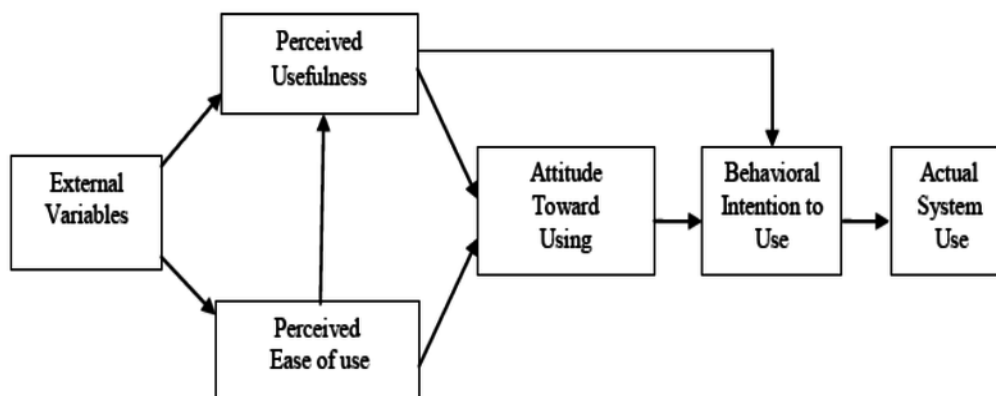 Perceived
Usefulness
External
Variables
Attitude
Toward
Using
Behavioral
Intention to
Use
Actual
System
Use
Perceived
Ease of use